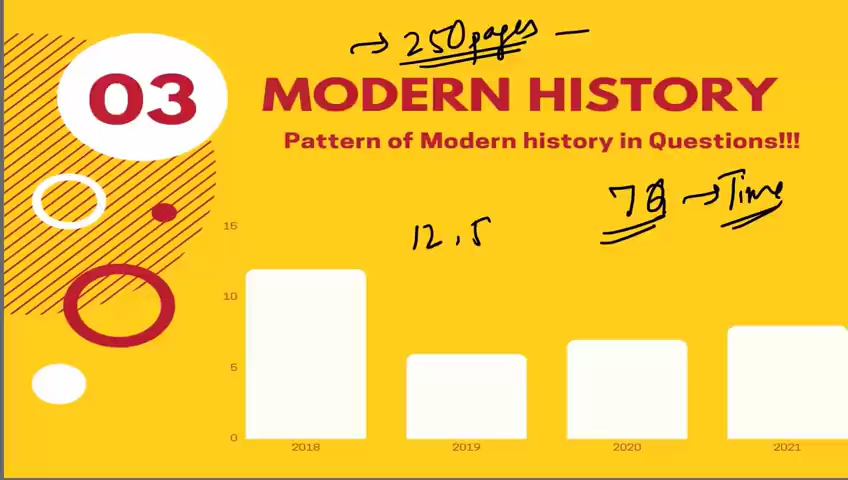 → 250 pages —
03
MODERN HISTORY
Pattern of Modern history in Questions!!!
7Q → Time
15
12.5
10
5
0
2018 2019 2020 2021